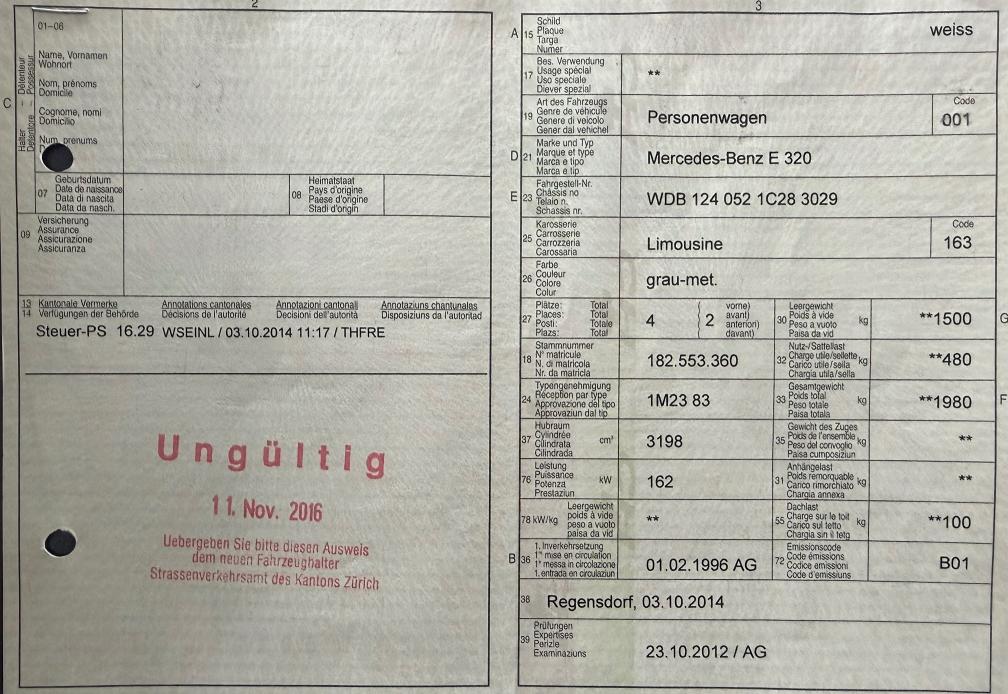 2
01-06
Name, Vornamen
Wohnort
Nom, prénoms
Domicile
Cognome, nomi
Domicilio
Num, prenums
C
Halter – Détenteur
Detentore – Possessur
07
Geburtsdatum
Date de naissance
Data di nascita
Data da nasch.
08
Heimatstaat
Pays d'origine
Paese d'origine
Stadi d'origin
09
Versicherung
Assurance
Assicurazione
Assicuranza
13 Kantonale Vermerke Annotations cantonales Annotazioni cantonali Annotaziuns chantunalas
14 Verfügungen der Behörde Décisions de l'autorité Decisioni dell'autorità Disposiziuns da l'autoritad
Steuer-PS 16.29 WSEINL / 03.10.2014 11:17 / THFRE
Ungültig
11. Nov. 2016
Uebergeben Sie bitte diesen Ausweis
dem neuen Fahrzeughalter
Strassenverkehrsamt des Kantons Zürich
3
A 15
Schild
Plaque
Targa
Numer
weiss
17
Bes. Verwendung
Usage spécial
Uso speciale
Diever spezial
**
19
Art des Fahrzeugs
Genre de véhicule
Genere di veicolo
Gener dal vehichel
Personenwagen
Code
001
D 21
Marke und Typ
Marque et type
Marca e tipo
Marca e tip
Mercedes-Benz E 320
E 23
Fahrgestell-Nr.
Châssis no
Telaio n.
Schassis nr.
WDB 124 052 1C28 3029
25
Karosserie
Carrosserie
Carrozzeria
Carossaria
Limousine
Code
163
26
Farbe
Couleur
Colore
Colur
grau-met.
27
Plätze: Total
Places: Total
Posti: Totale
Plazs: Total
4
( 2
vorne)
avant)
anteriori)
davant)
30
Leergewicht
Poids à vide
Peso a vuoto
Paisa da vid
kg
**1500
G
18
Stammnummer
N° matricule
N. di matricola
Nr. da matricla
182.553.360
32
Nutz-/Sattellast
Charge utile/sellette
Carico utile/sella
Chargia utila/sella
kg
**480
24
Typengenehmigung
Réception par type
Approvazione del tipo
Approvaziun dal tip
1M23 83
33
Gesamtgewicht
Poids total
Peso totale
Paisa totala
kg
**1980
F
37
Hubraum
Cylindrée
Cilindrata
Cilindrada
cm³
3198
35
Gewicht des Zuges
Poids de l'ensemble
Peso del convoglio
Paisa cumposiziun
kg
**
76
Leistung
Puissance
Potenza
Prestaziun
kW
162
31
Anhängelast
Poids remorquable
Carico rimorchiato
Chargia annexa
kg
**
78 kW/kg
Leergewicht
poids à vide
peso a vuoto
paisa da vid
**
55
Dachlast
Charge sur le toit
Carico sul tetto
Chargia sin il tetg
kg
**100
B 36
1. Inverkehrsetzung
1re mise en circulation
1a messa in circolazione
1. entrada en circulaziun
01.02.1996 AG
72
Emissionscode
Code émissions
Codice emissioni
Code d'emissiuns
B01
38
Regensdorf, 03.10.2014
39
Prüfungen
Expertises
Perizie
Examinaziuns
23.10.2012 / AG